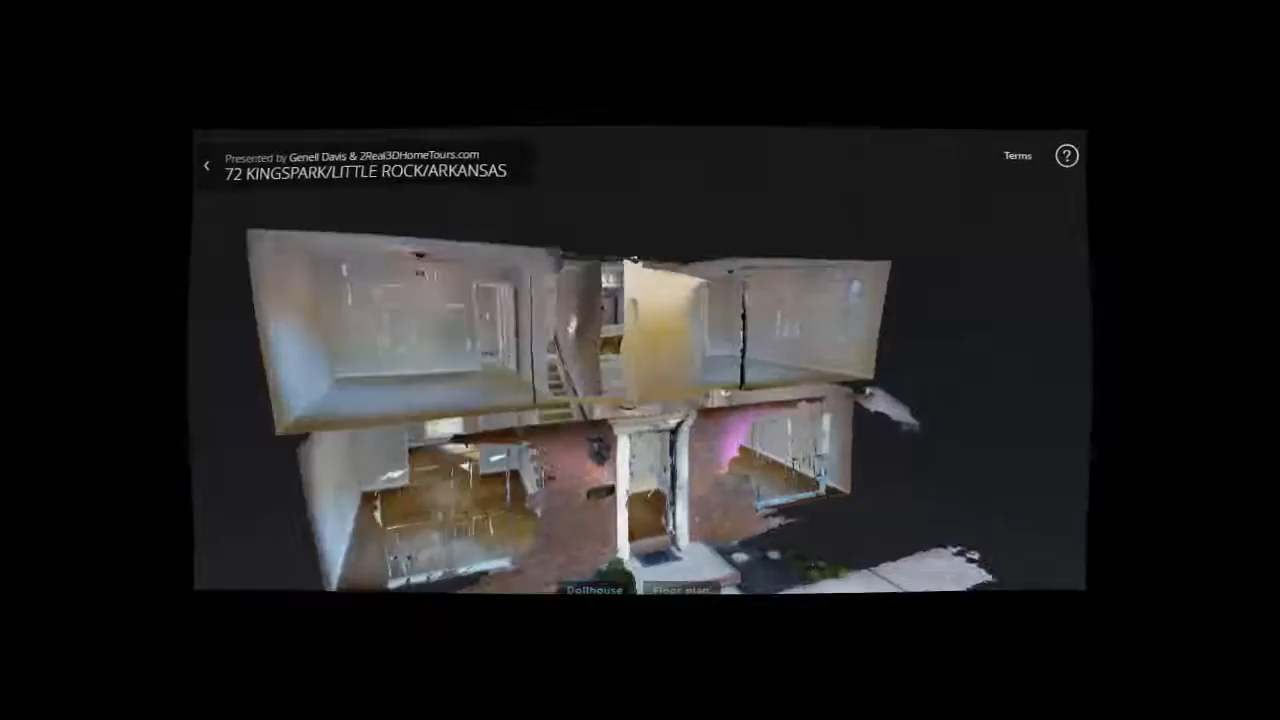 Presented by Genell Davis & 2Real3DHomeTours.com
72 KINGSPARK/LITTLE ROCK/ARKANSAS
Terms
?
Dollhouse
Floor plan